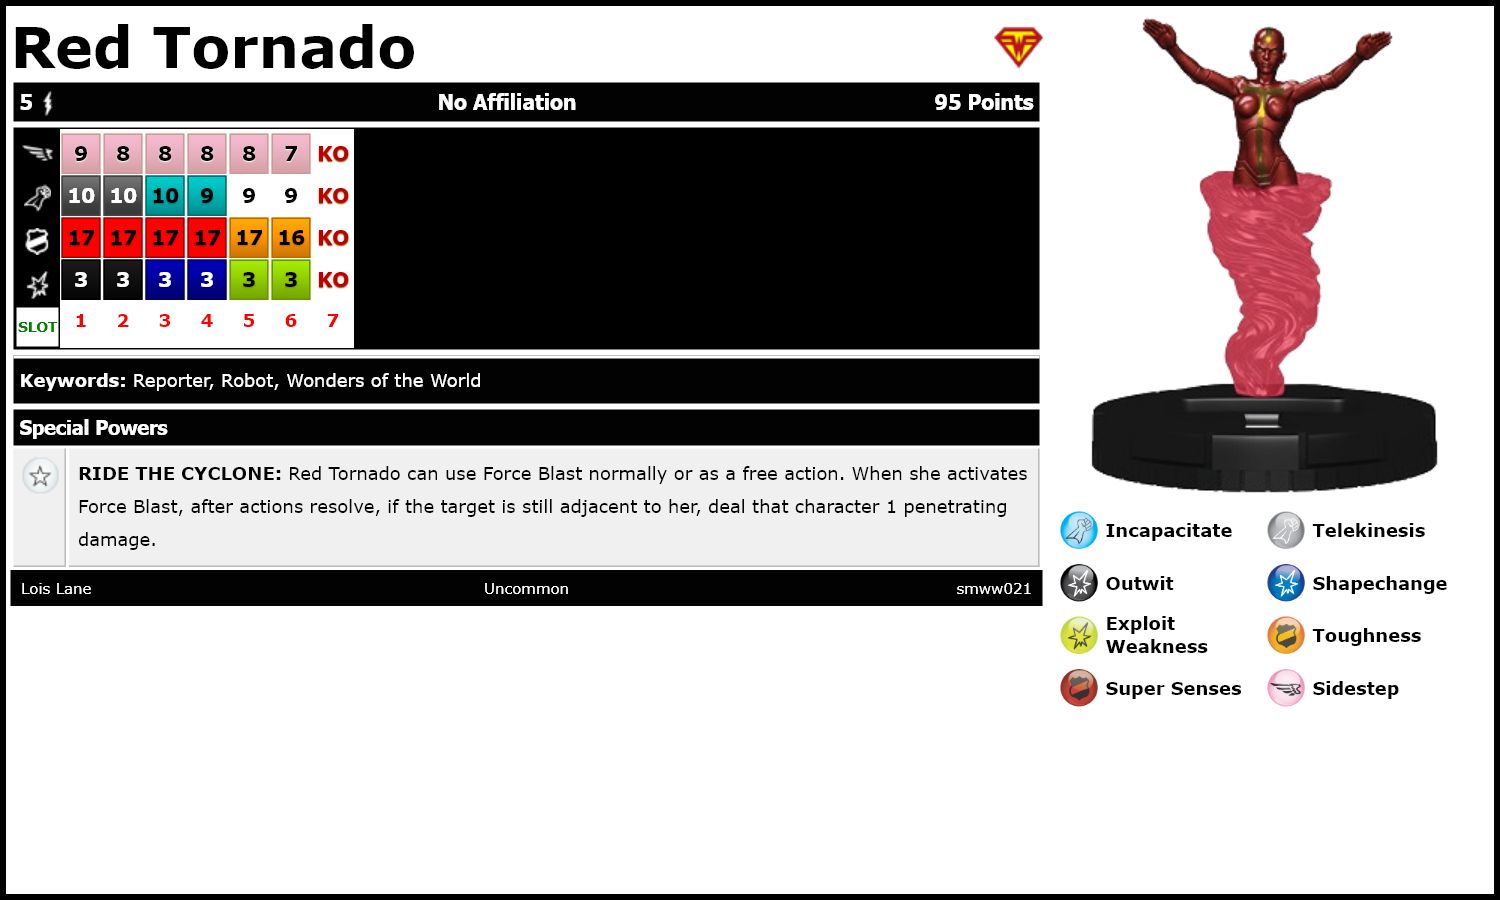 Red Tornado
5 No Affiliation 95 Points
9 8 8 8 8 7 KO
10 10 10 9 9 9 KO
17 17 17 17 17 16 KO
3 3 3 3 3 3 KO
SLOT 1 2 3 4 5 6 7
Keywords: Reporter, Robot, Wonders of the World
Special Powers
RIDE THE CYCLONE: Red Tornado can use Force Blast normally or as a free action. When she activates
Force Blast, after actions resolve, if the target is still adjacent to her, deal that character 1 penetrating
damage.
Lois Lane Uncommon smww021
Incapacitate Telekinesis
Outwit Shapechange
Exploit
Weakness
Toughness
Super Senses Sidestep